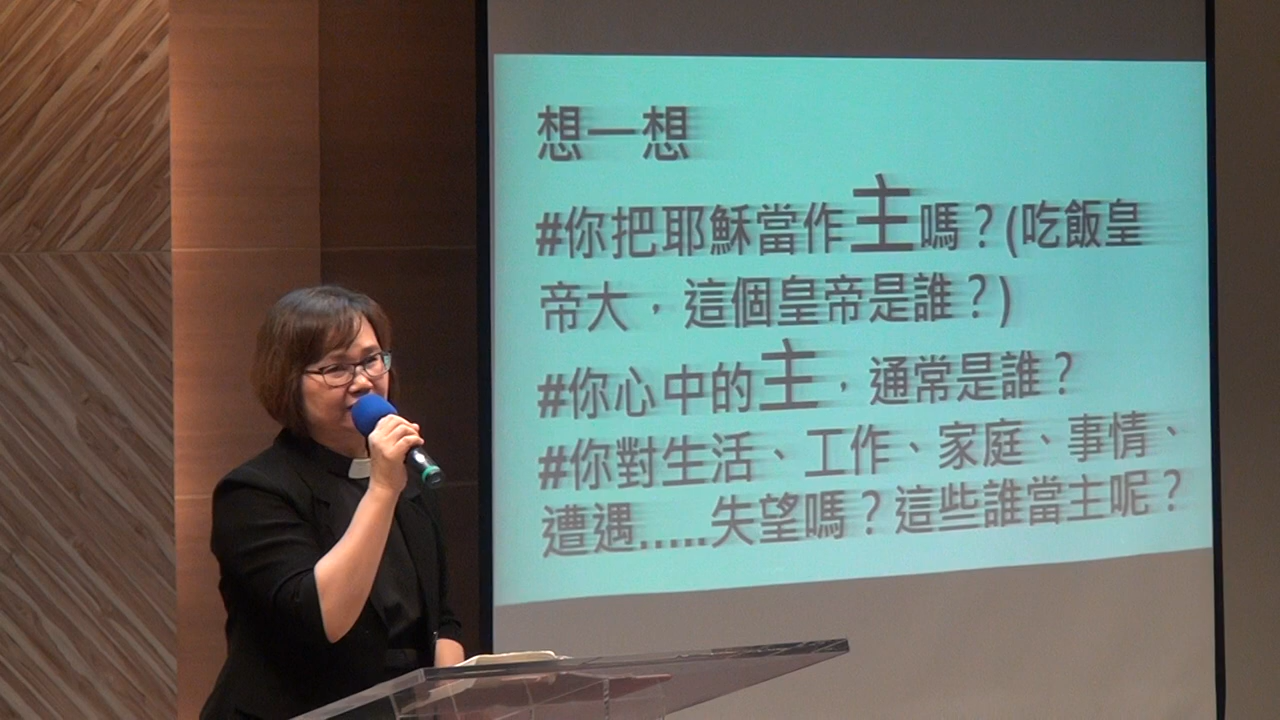 想一想
#你把耶穌當作主嗎？(吃飯皇
帝大，這個皇帝是誰？)
#你心中的主，通常是誰？
#你對生活、工作、家庭、事情、
遭遇.....失望嗎？這些誰當主呢？